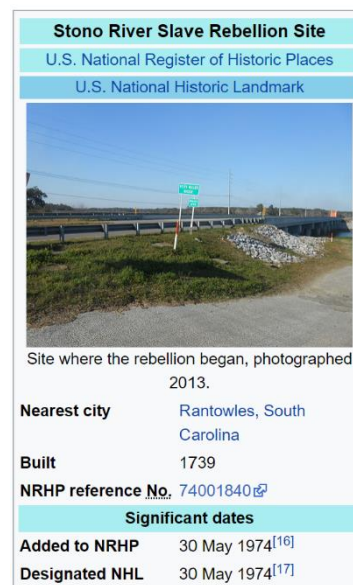 Stono River Slave Rebellion Site
U.S. National Register of Historic Places
U.S. National Historic Landmark
Site where the rebellion began, photographed
2013.
Nearest city Rantowles, South
Carolina
Built 1739
NRHP reference No. 74001840
Significant dates
Added to NRHP 30 May 1974[16]
Designated NHL 30 May 1974[17]